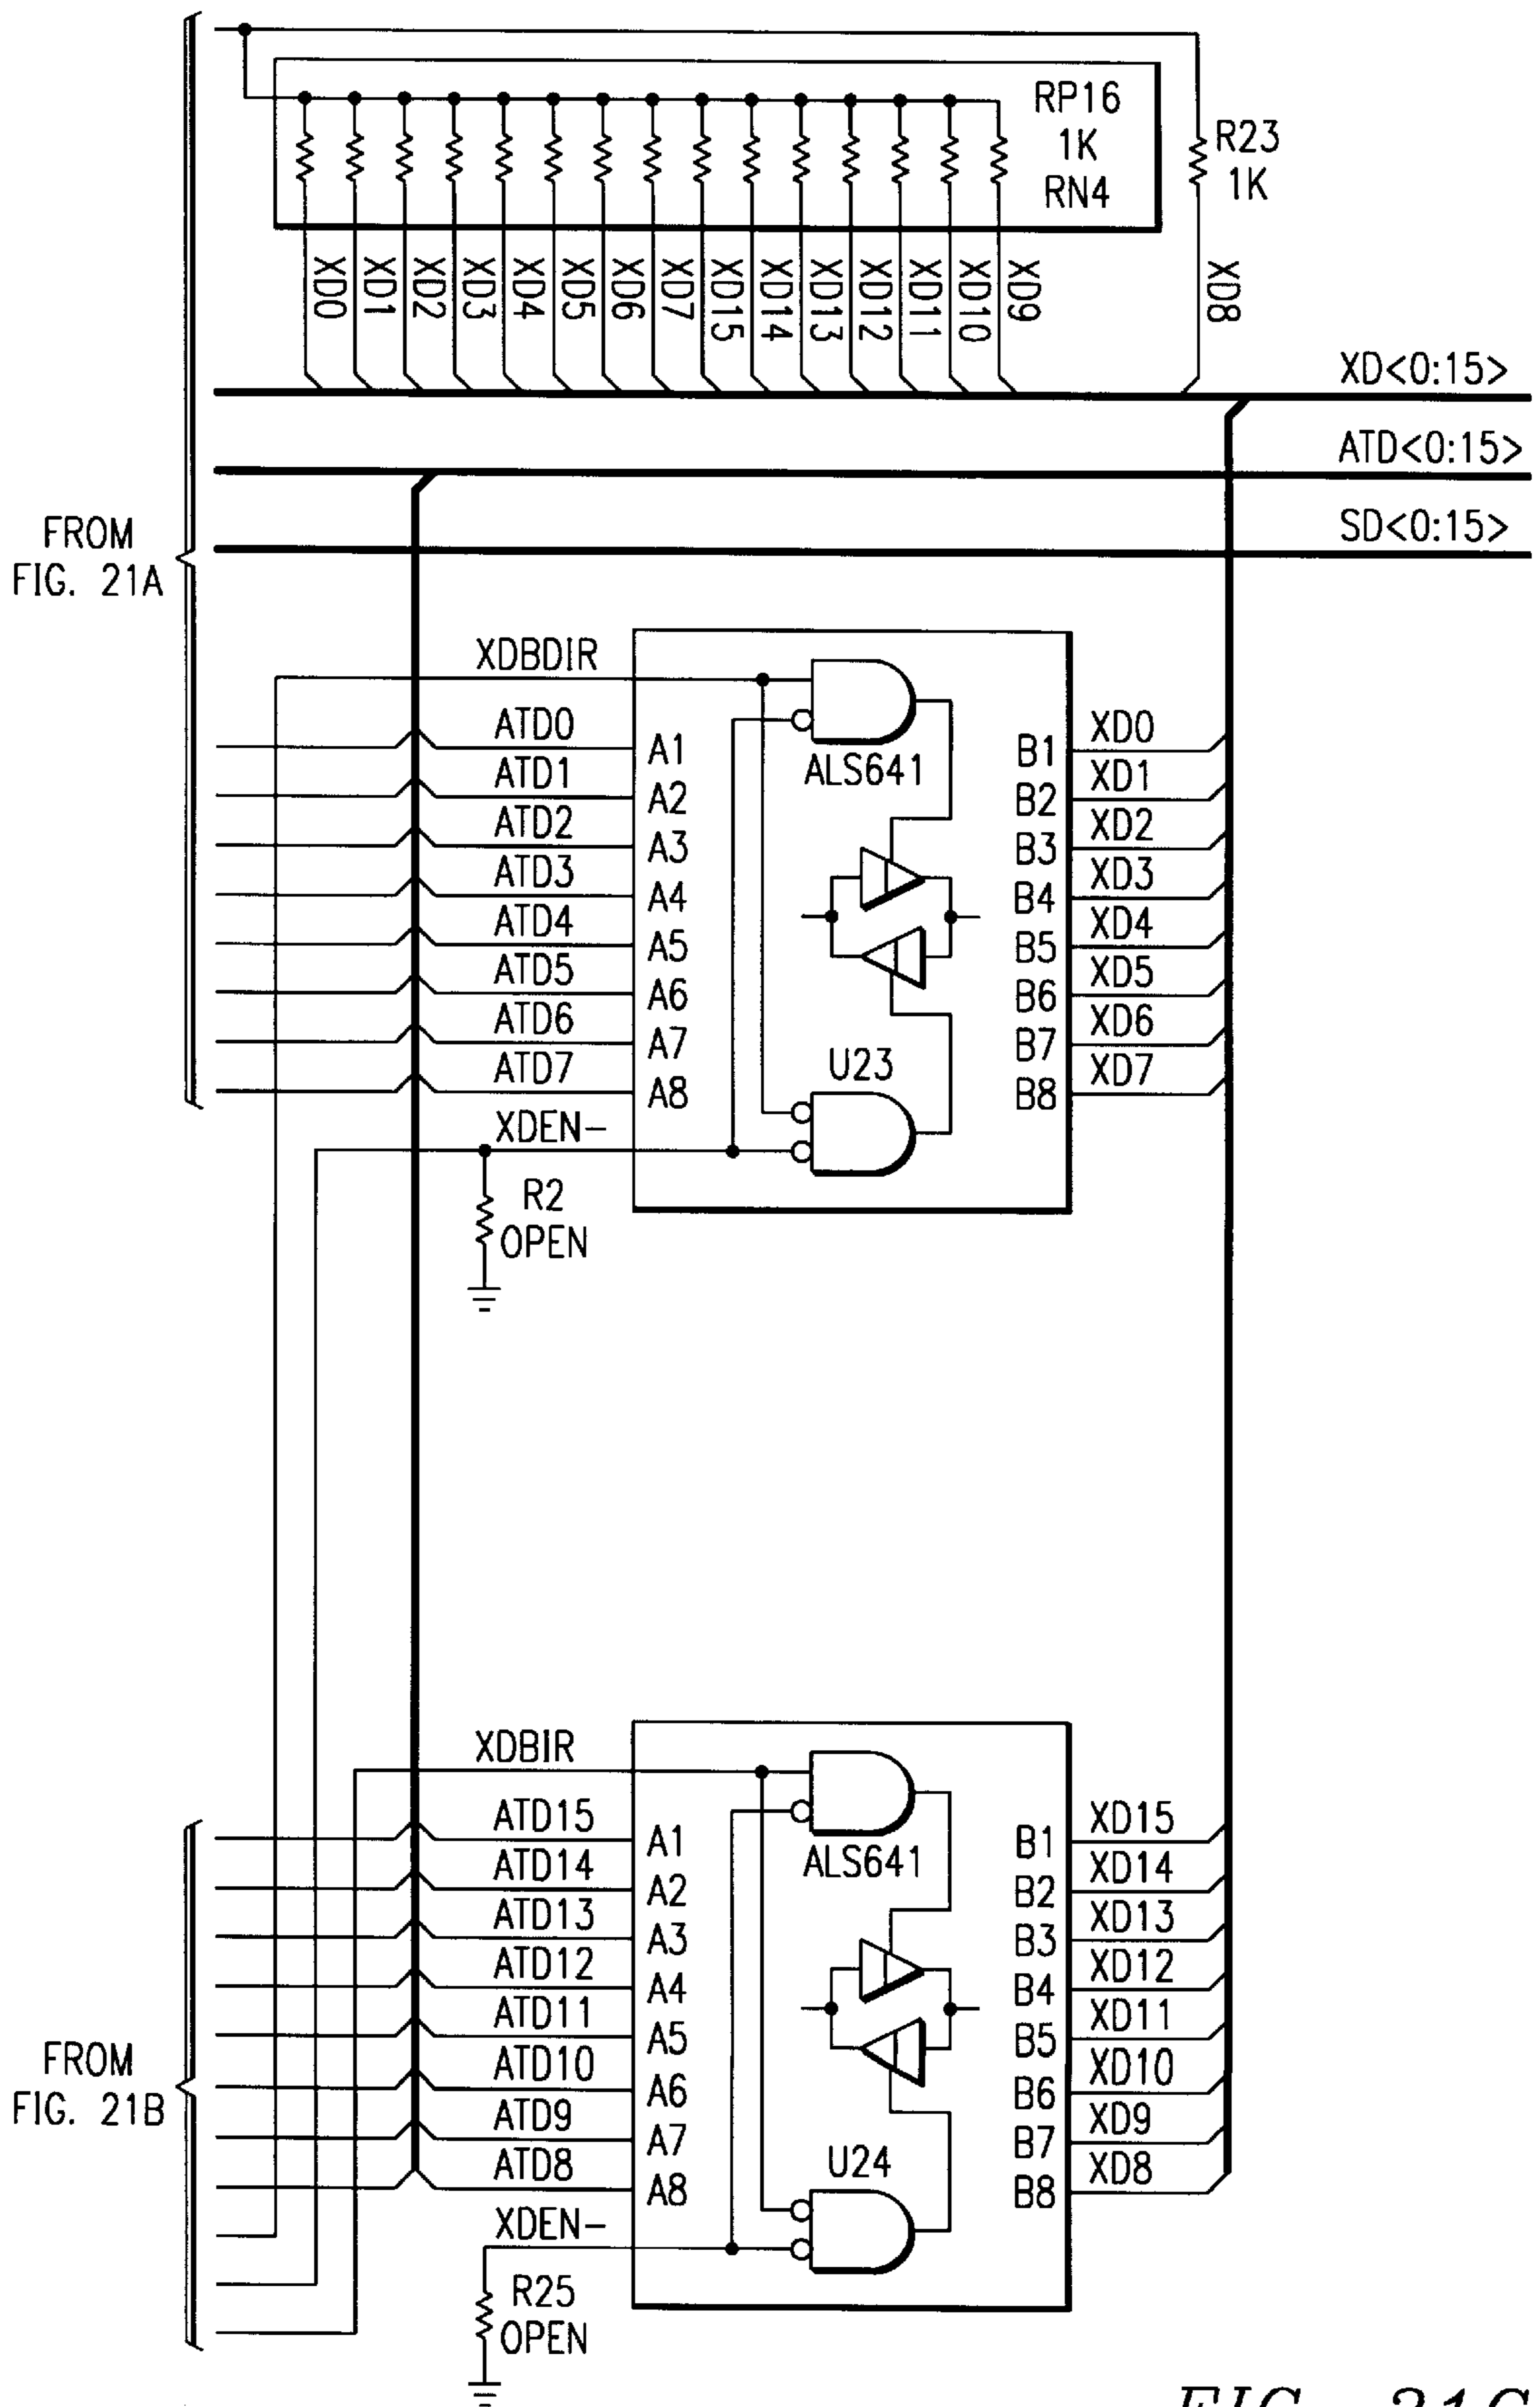 RP16
1K
RN4
R23
1K
XD0
XD1
XD2
XD3
XD4
XD5
XD6
XD7
XD15
XD14
XD13
XD12
XD11
XD10
XD9
XD8
XD<0:15>
ATD<0:15>
SD<0:15>
FROM
FIG. 21A
XDBDIR
ATD0
ATD1
ATD2
ATD3
ATD4
ATD5
ATD6
ATD7
XDEN-
R2
OPEN
A1
A2
A3
A4
A5
A6
A7
A8
ALS641
U23
B1
B2
B3
B4
B5
B6
B7
B8
XD0
XD1
XD2
XD3
XD4
XD5
XD6
XD7
FROM
FIG. 21B
XDBIR
ATD15
ATD14
ATD13
ATD12
ATD11
ATD10
ATD9
ATD8
XDEN-
R25
OPEN
A1
A2
A3
A4
A5
A6
A7
A8
ALS641
U24
B1
B2
B3
B4
B5
B6
B7
B8
XD15
XD14
XD13
XD12
XD11
XD10
XD9
XD8
FIG. 21C